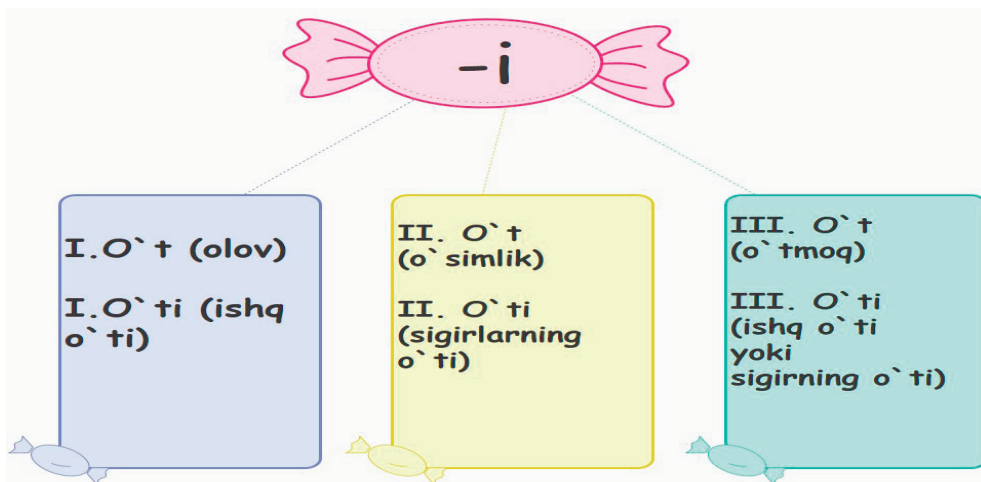 -i
I.O`t (olov)
I.O`ti (ishq
o`ti)
II. O`t
(o`simlik)
II. O`ti
(sigirlarning
o`ti)
III. O`t
(o`tmoq)
III. O`ti
(ishq o`ti
yoki
sigirning o`ti)